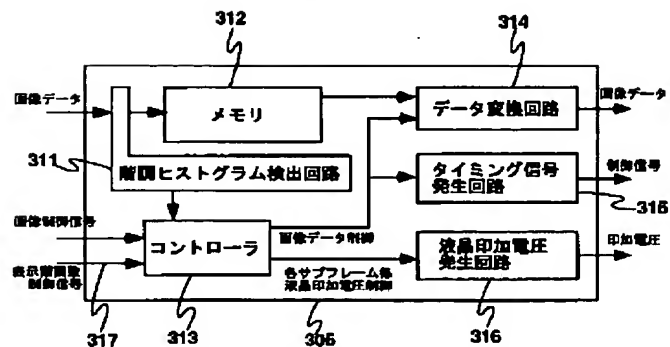 312
314
画像データ
メモリ
データ変換回路
画像データ
311
階調ヒストグラム検出回路
タイミング信号
発生回路
制御信号
315
画像制御信号
コントローラ
画像データ制御
液晶印加電圧
発生回路
印加電圧
表示階調数
制御信号
各サブフレーム毎
液晶印加電圧制御
317
313
305
316